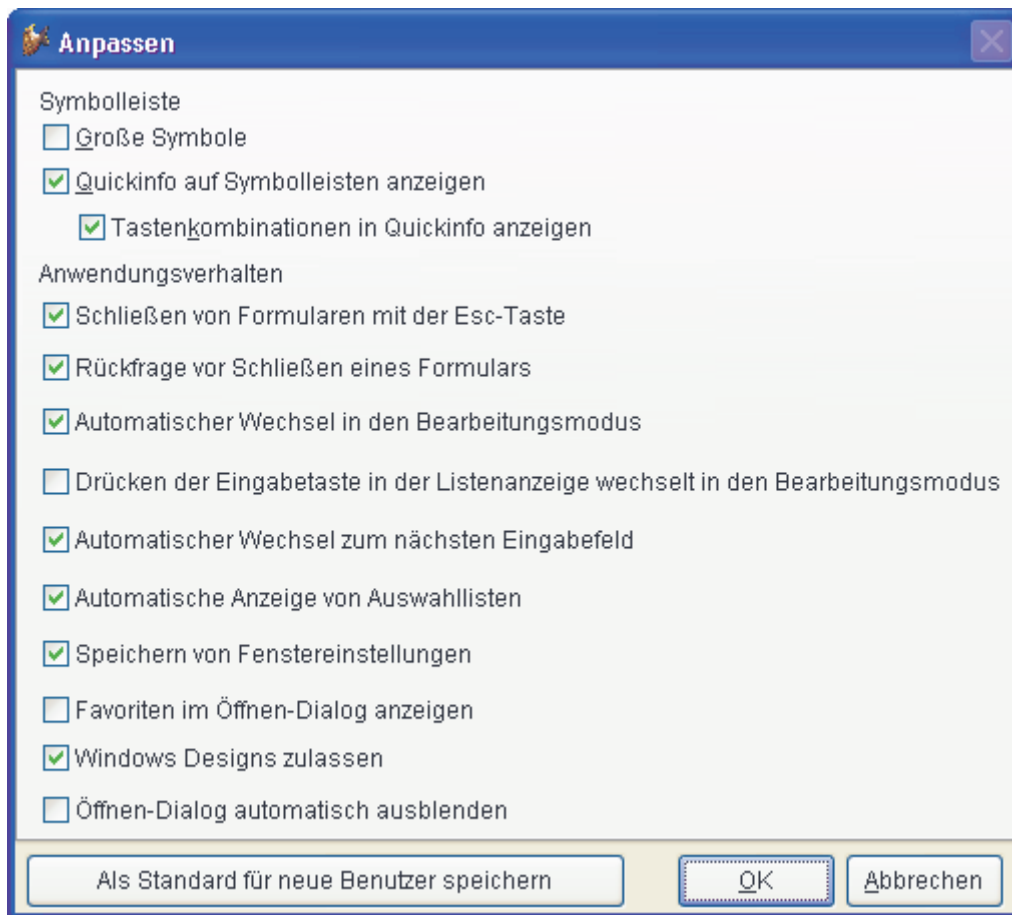 Anpassen
Symbolleiste
Große Symbole
Quickinfo auf Symbolleisten anzeigen
Tastenkombinationen in Quickinfo anzeigen
Anwendungsverhalten
Schließen von Formularen mit der Esc-Taste
Rückfrage vor Schließen eines Formulars
Automatischer Wechsel in den Bearbeitungsmodus
Drücken der Eingabetaste in der Listenanzeige wechselt in den Bearbeitungsmodus
Automatischer Wechsel zum nächsten Eingabefeld
Automatische Anzeige von Auswahllisten
Speichern von Fenstereinstellungen
Favoriten im Öffnen-Dialog anzeigen
Windows Designs zulassen
Öffnen-Dialog automatisch ausblenden
Als Standard für neue Benutzer speichern OK Abbrechen